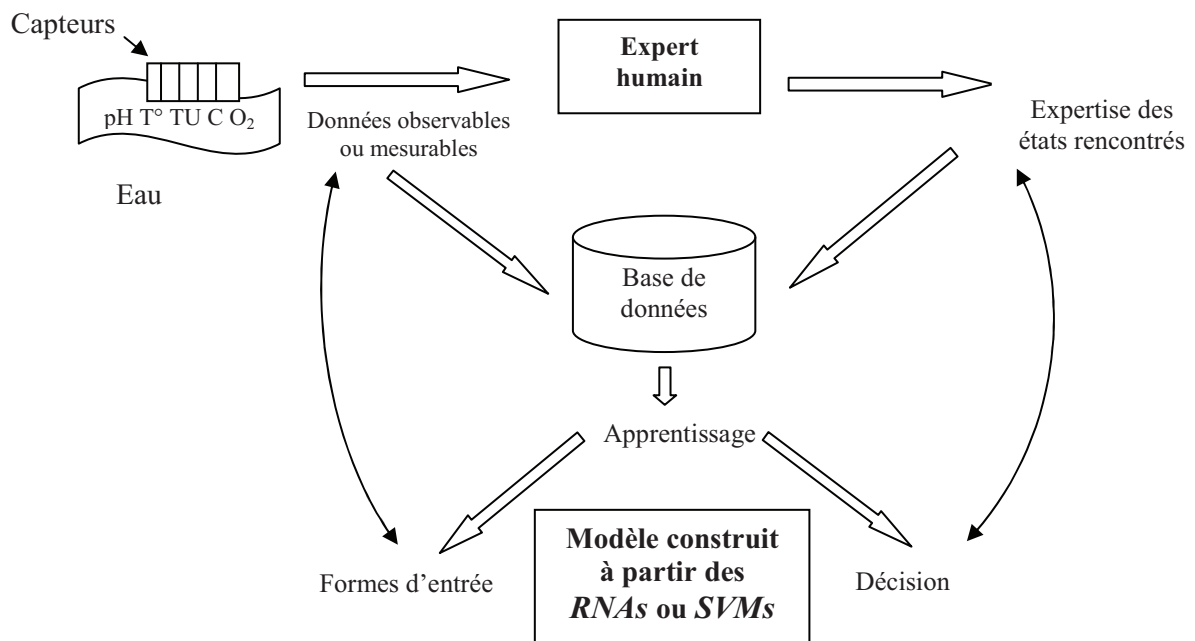 Capteurs
pH T° TU C O₂
Eau
Données observables
ou mesurables
Expert
humain
Expertise des
états rencontrés
Base de
données
Apprentissage
Formes d'entrée
Modèle construit
à partir des
RNAs ou SVMs
Décision